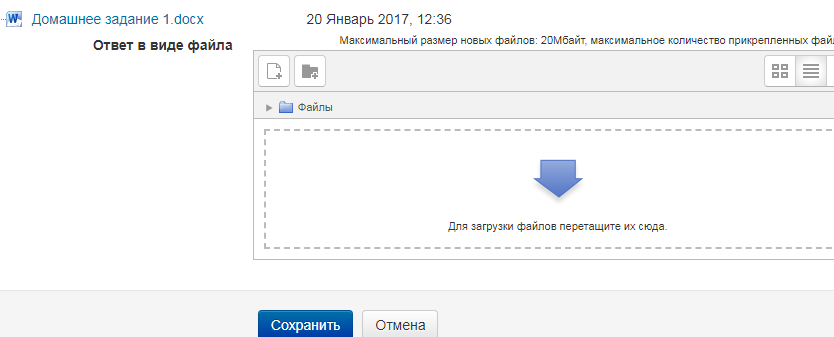 Домашнее задание 1.docx 20 Январь 2017, 12:36
Ответ в виде файла
Максимальный размер новых файлов: 20Мбайт, максимальное количество прикрепленных
Файлы
Для загрузки файлов перетащите их сюда.
Сохранить Отмена